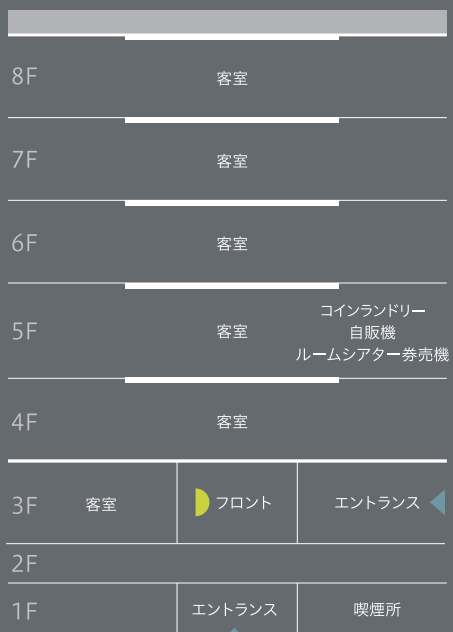 8F 客室
7F 客室
6F 客室
コインランドリー
5F 客室 自販機
ルームシアター券売機
4F 客室
3F 客室 フロント エントランス
2F
1F エントランス 喫煙所